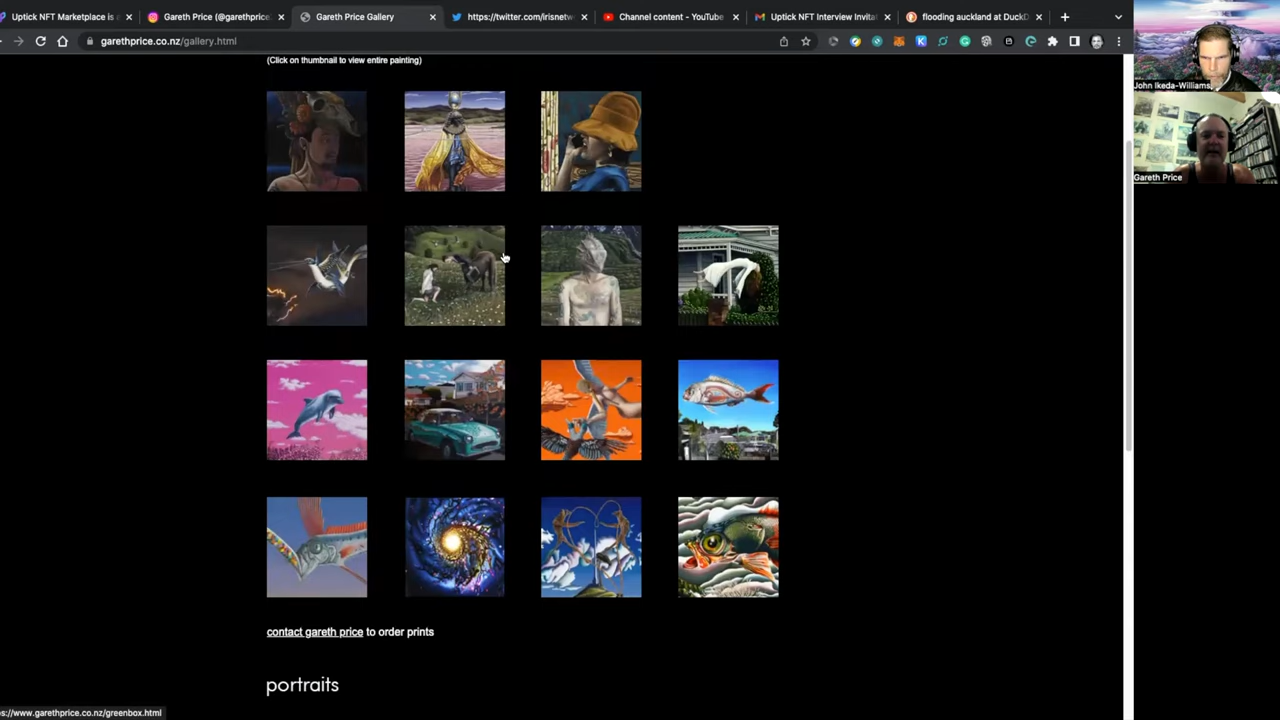 Uptick NFT Marketplace is a
Gareth Price (@garethprice.
Gareth Price Gallery
https://twitter.com/irisnetw
Channel content - YouTube
Uptick NFT Interview Invitat
flooding auckland at DuckD
garethprice.co.nz/gallery.html
(Click on thumbnail to view entire painting)
John Ikeda-Williams
Gareth Price
contact gareth price to order prints
portraits
s://www.garethprice.co.nz/greenbox.html